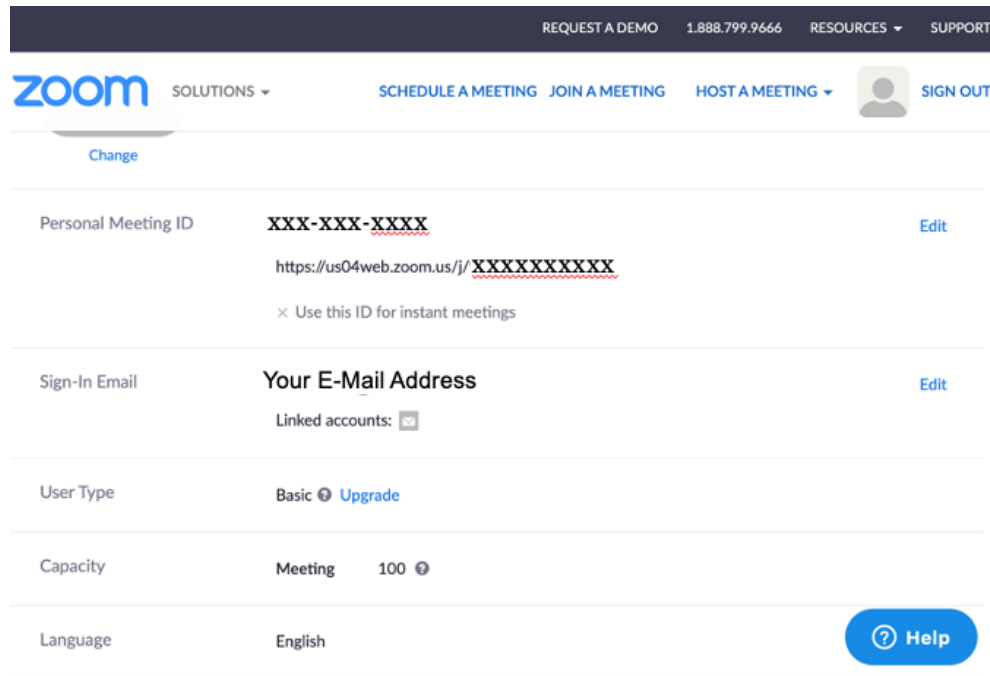 REQUEST A DEMO 1.888.799.9666 RESOURCES SUPPORT
zoom SOLUTIONS SCHEDULE A MEETING JOIN A MEETING HOST A MEETING SIGN OUT
Change
Personal Meeting ID XXX-XXX-XXXX Edit
https://us04web.zoom.us/j/XXXXXXXXXX
× Use this ID for instant meetings
Sign-In Email Your E-Mail Address Edit
Linked accounts:
User Type Basic ? Upgrade
Capacity Meeting 100 ?
Language English
? Help